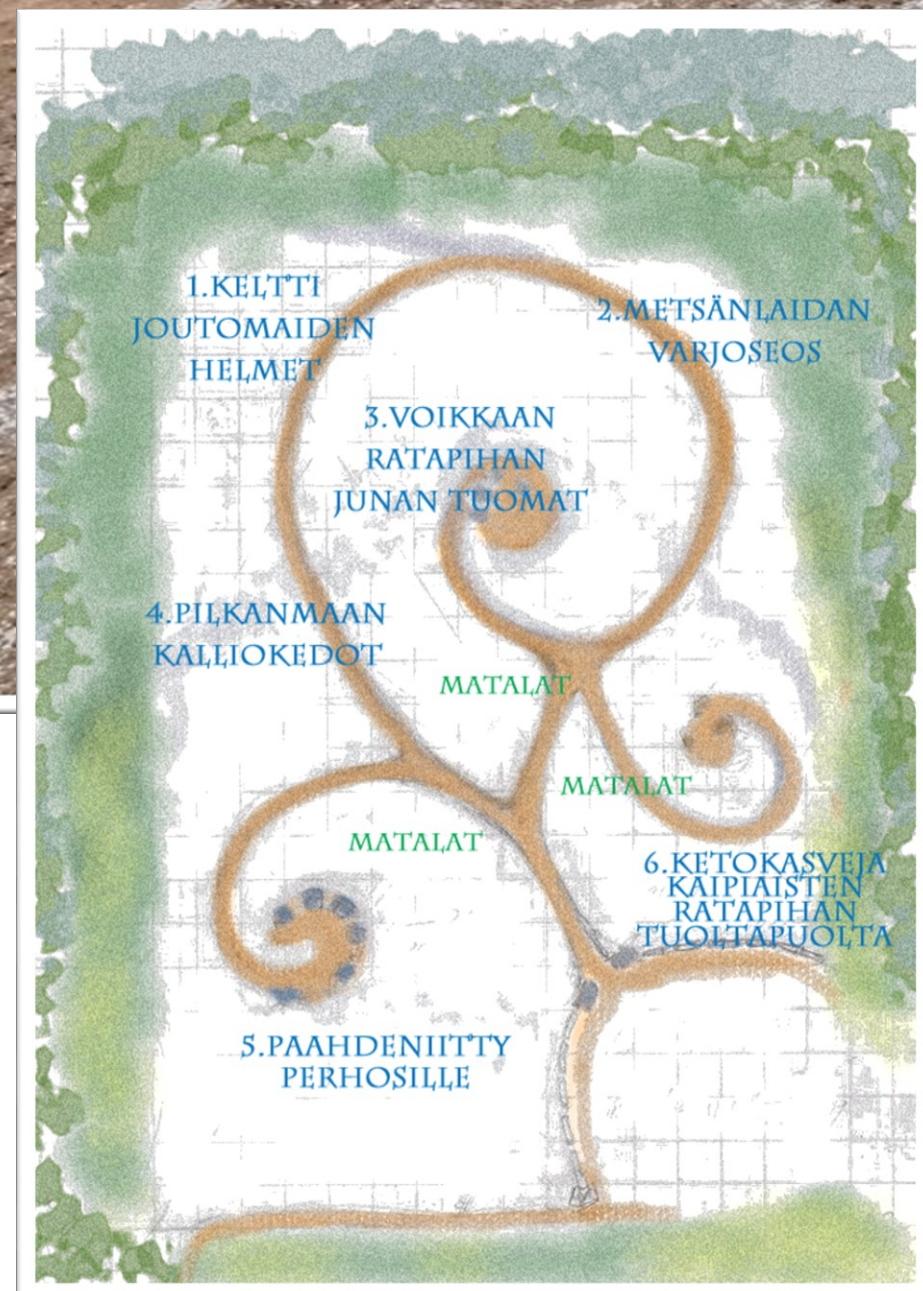 1.KELTTI
JOUTOMAIDEN
HELMET
2.METSÄNLAIDAN
VARJOSEOS
3.VOIKKAAN
RATAPIHAN
JUNAN TUOMAT
4.PILKANMAAN
KALLIOKEDOT
MATALAT
MATALAT
MATALAT
6.KETOKASVEJA
KAIPIAISTEN
RATAPIHAN
TUOLTAPUOLTA
5.PAAHDENIITTY
PERHOSILLE